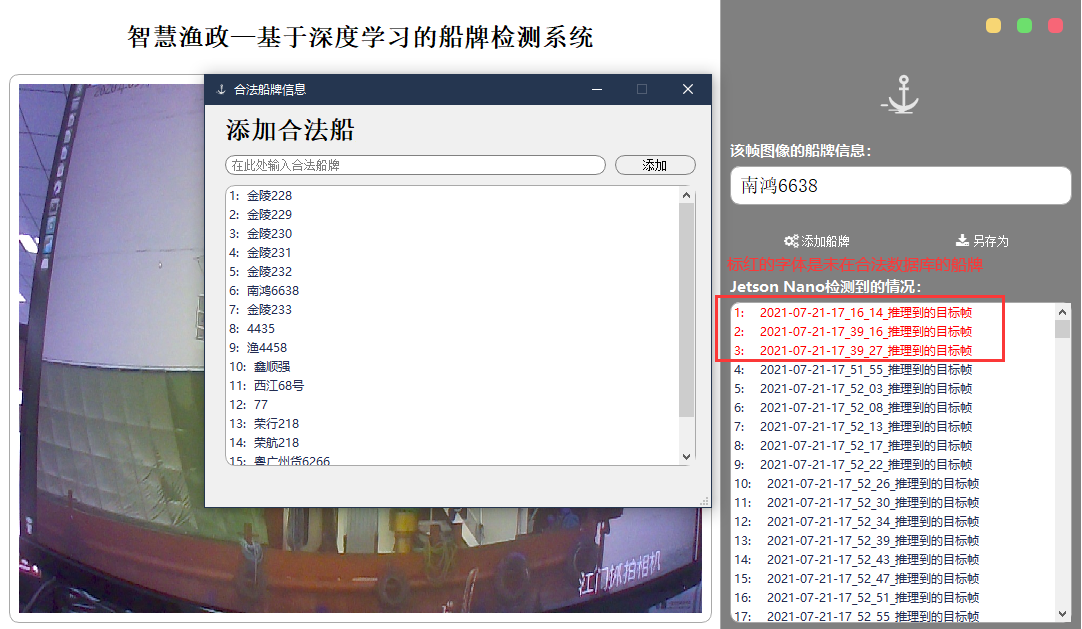 智慧渔政—基于深度学习的船牌检测系统
合法船牌信息
添加合法船
在此处输入合法船牌
添加
1: 金陵228
2: 金陵229
3: 金陵230
4: 金陵231
5: 金陵232
6: 南鸿6638
7: 金陵233
8: 4435
9: 渔4458
10: 鑫顺强
11: 西江68号
12: 77
13: 荣行218
14: 荣航218
15: 粤广州货6266
江门抓拍相机
该帧图像的船牌信息：
南鸿6638
添加船牌
另存为
标红的字体是未在合法数据库的船牌
Jetson Nano检测到的情况：
1: 2021-07-21-17_16_14_推理到的目标帧
2: 2021-07-21-17_39_16_推理到的目标帧
3: 2021-07-21-17_39_27_推理到的目标帧
4: 2021-07-21-17_51_55_推理到的目标帧
5: 2021-07-21-17_52_03_推理到的目标帧
6: 2021-07-21-17_52_08_推理到的目标帧
7: 2021-07-21-17_52_13_推理到的目标帧
8: 2021-07-21-17_52_17_推理到的目标帧
9: 2021-07-21-17_52_22_推理到的目标帧
10: 2021-07-21-17_52_26_推理到的目标帧
11: 2021-07-21-17_52_30_推理到的目标帧
12: 2021-07-21-17_52_34_推理到的目标帧
13: 2021-07-21-17_52_39_推理到的目标帧
14: 2021-07-21-17_52_43_推理到的目标帧
15: 2021-07-21-17_52_47_推理到的目标帧
16: 2021-07-21-17_52_51_推理到的目标帧
17: 2021-07-21-17_52_55_推理到的目标帧